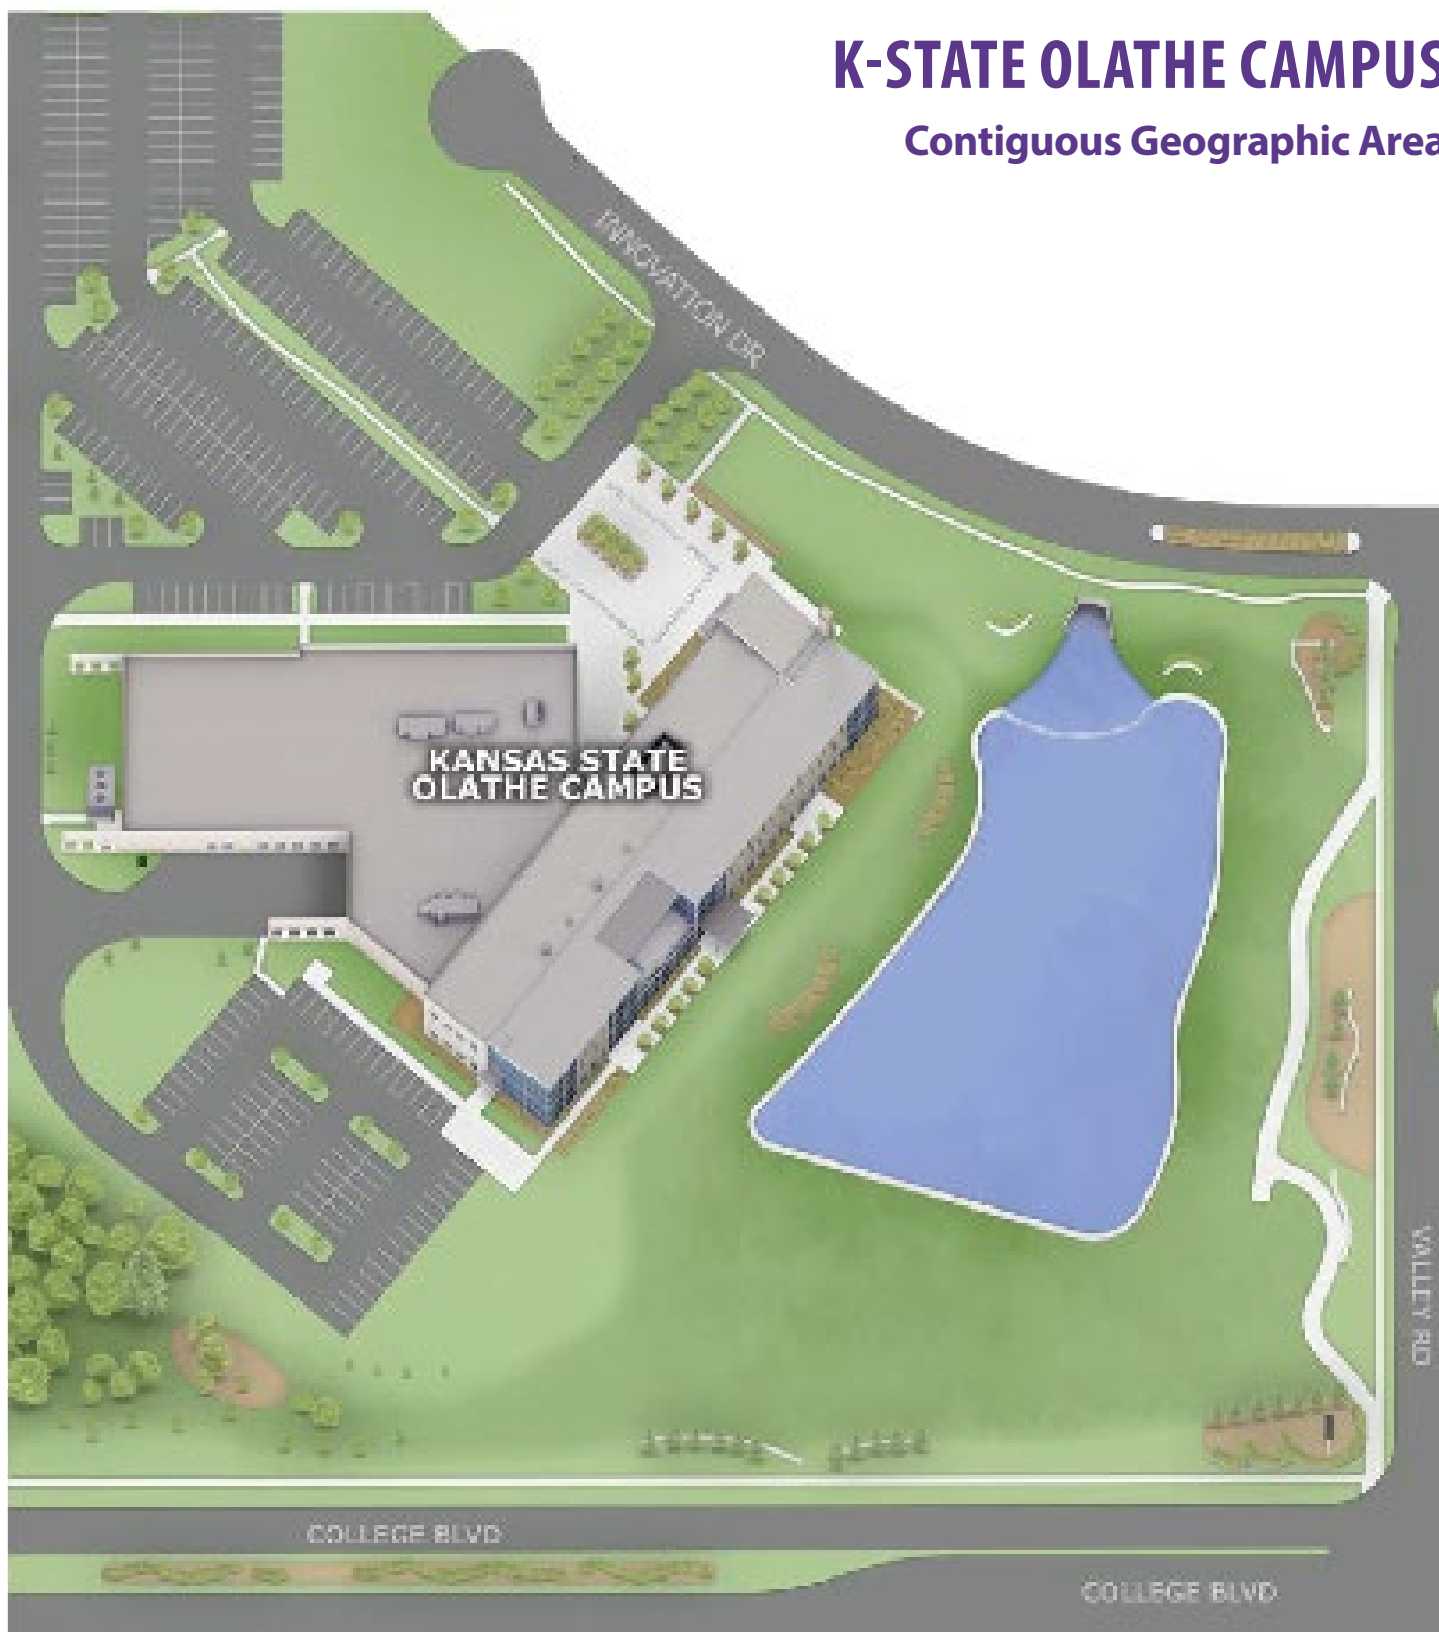 K-STATE OLATHE CAMPUS
Contiguous Geographic Area
INNOVATION DR
KANSAS STATE
OLATHE CAMPUS
VALLEY RD
COLLEGE BLVD
COLLEGE BLVD